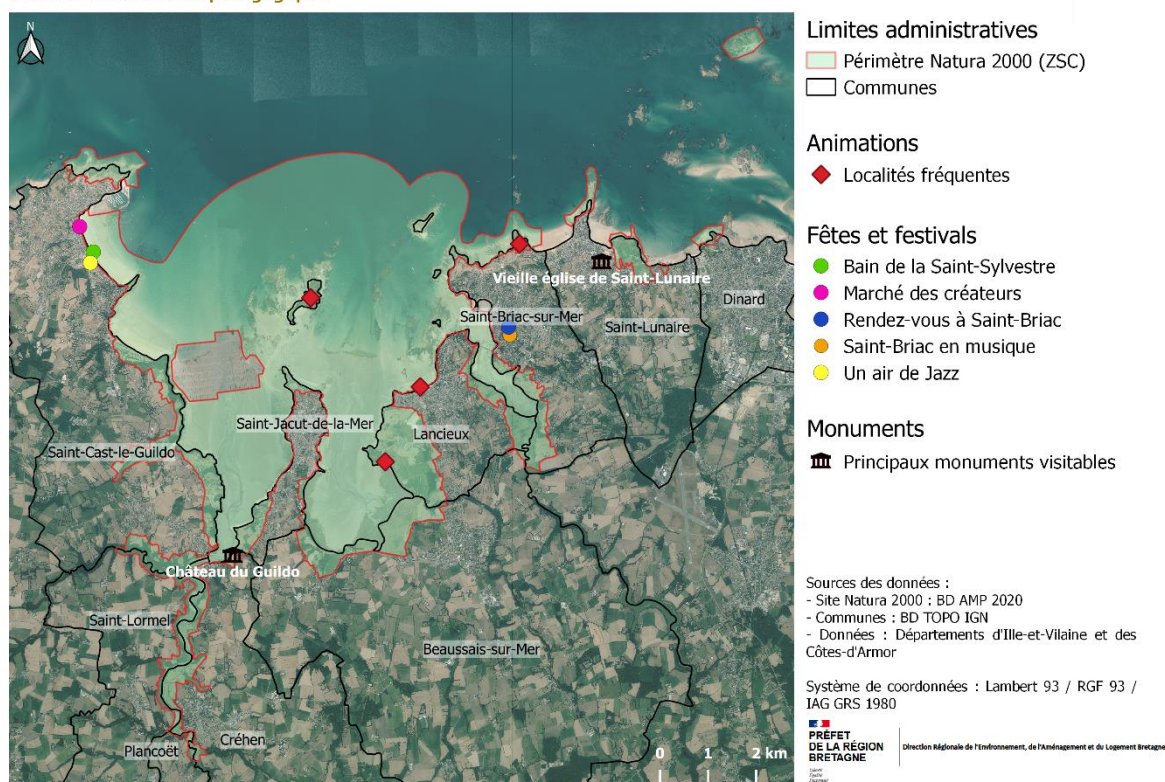 N
Vieille église de Saint-Lunaire
Dinard
Saint-Briac-sur-Mer
Saint-Lunaire
Saint-Jacut-de-la-Mer
Lancieux
Saint-Cast-le-Guildo
Château du Guildo
Saint-Lormel
Beaussais-sur-Mer
Créhen
Plancoët
0 1 2 km
Limites administratives
Périmètre Natura 2000 (ZSC)
Communes
Animations
Localités fréquentes
Fêtes et festivals
Bain de la Saint-Sylvestre
Marché des créateurs
Rendez-vous à Saint-Briac
Saint-Briac en musique
Un air de Jazz
Monuments
Principaux monuments visitables
Sources des données :
- Site Natura 2000 : BD AMP 2020
- Communes : BD TOPO IGN
- Données : Départements d'Ille-et-Vilaine et des
Côtes-d'Armor
Système de coordonnées : Lambert 93 / RGF 93 /
IAG GRS 1980
PRÉFET
DE LA RÉGION
BRETAGNE
Liberté
Égalité
Fraternité
Direction Régionale de l'Environnement, de l'Aménagement et du Logement Bretagne